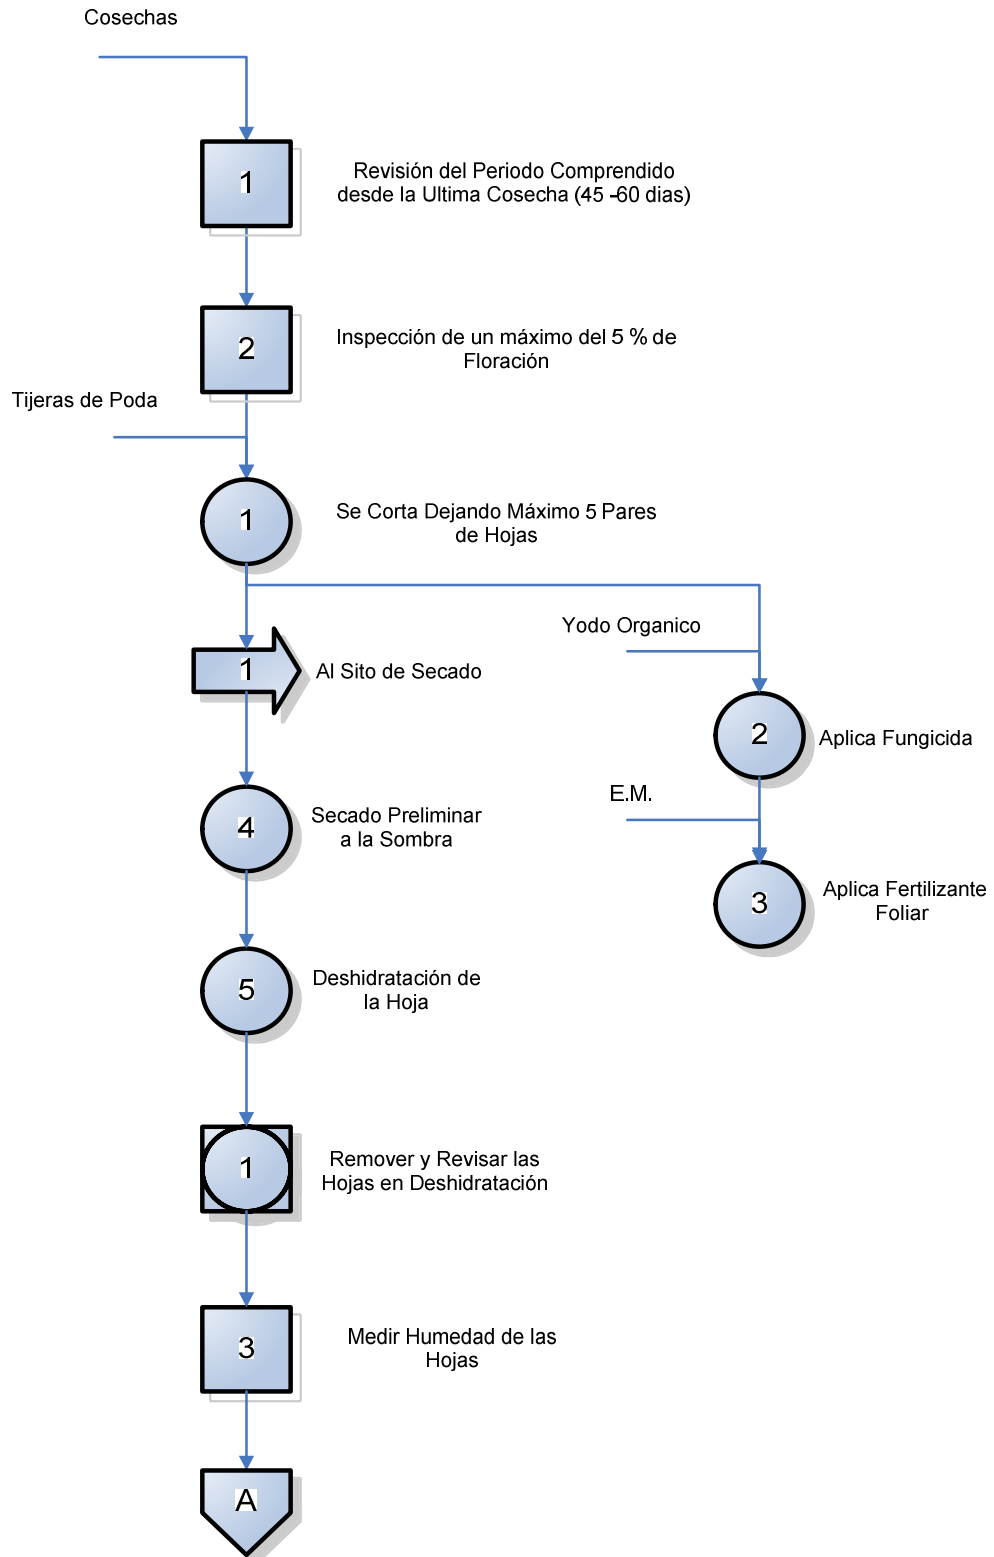 Cosechas
1
Revisión del Periodo Comprendido
desde la Ultima Cosecha (45 -60 dias)
2
Inspección de un máximo del 5 % de
Floración
Tijeras de Poda
1
Se Corta Dejando Máximo 5 Pares
de Hojas
Yodo Organico
1
Al Sito de Secado
2
Aplica Fungicida
E.M.
4
Secado Preliminar
a la Sombra
3
Aplica Fertilizante
Foliar
5
Deshidratación de
la Hoja
1
Remover y Revisar las
Hojas en Deshidratación
3
Medir Humedad de las
Hojas
A